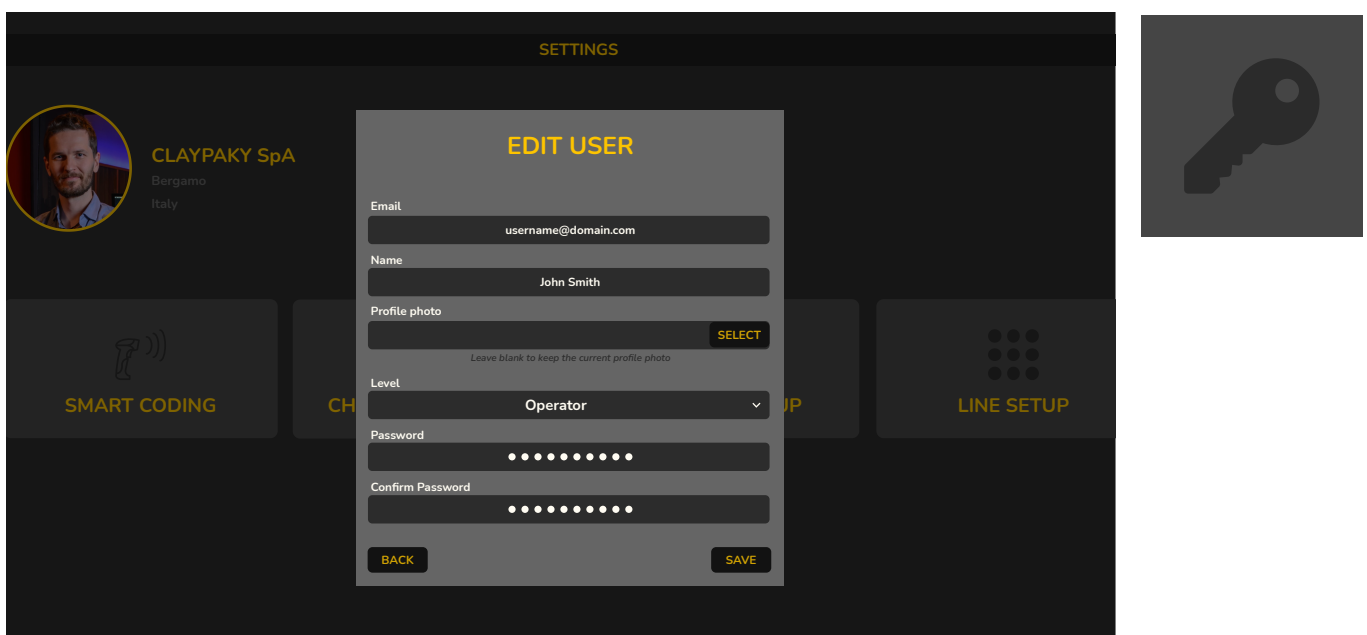 SETTINGS
CLAYPAKY SpA
Bergamo
Italy
EDIT USER
Email
username@domain.com
Name
John Smith
Profile photo
SELECT
Leave blank to keep the current profile photo
Level
Operator
Password
Confirm Password
BACK
SAVE
SMART CODING
CH
UP
LINE SETUP